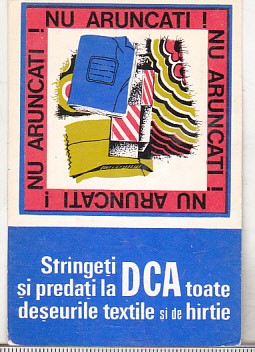 NU ARUNCATI !
NU ARUNCATI !
NU ARUNCATI !
NU ARUNCATI !
Stringeți
și predați la DCA toate
deșeurile textile și de hirtie